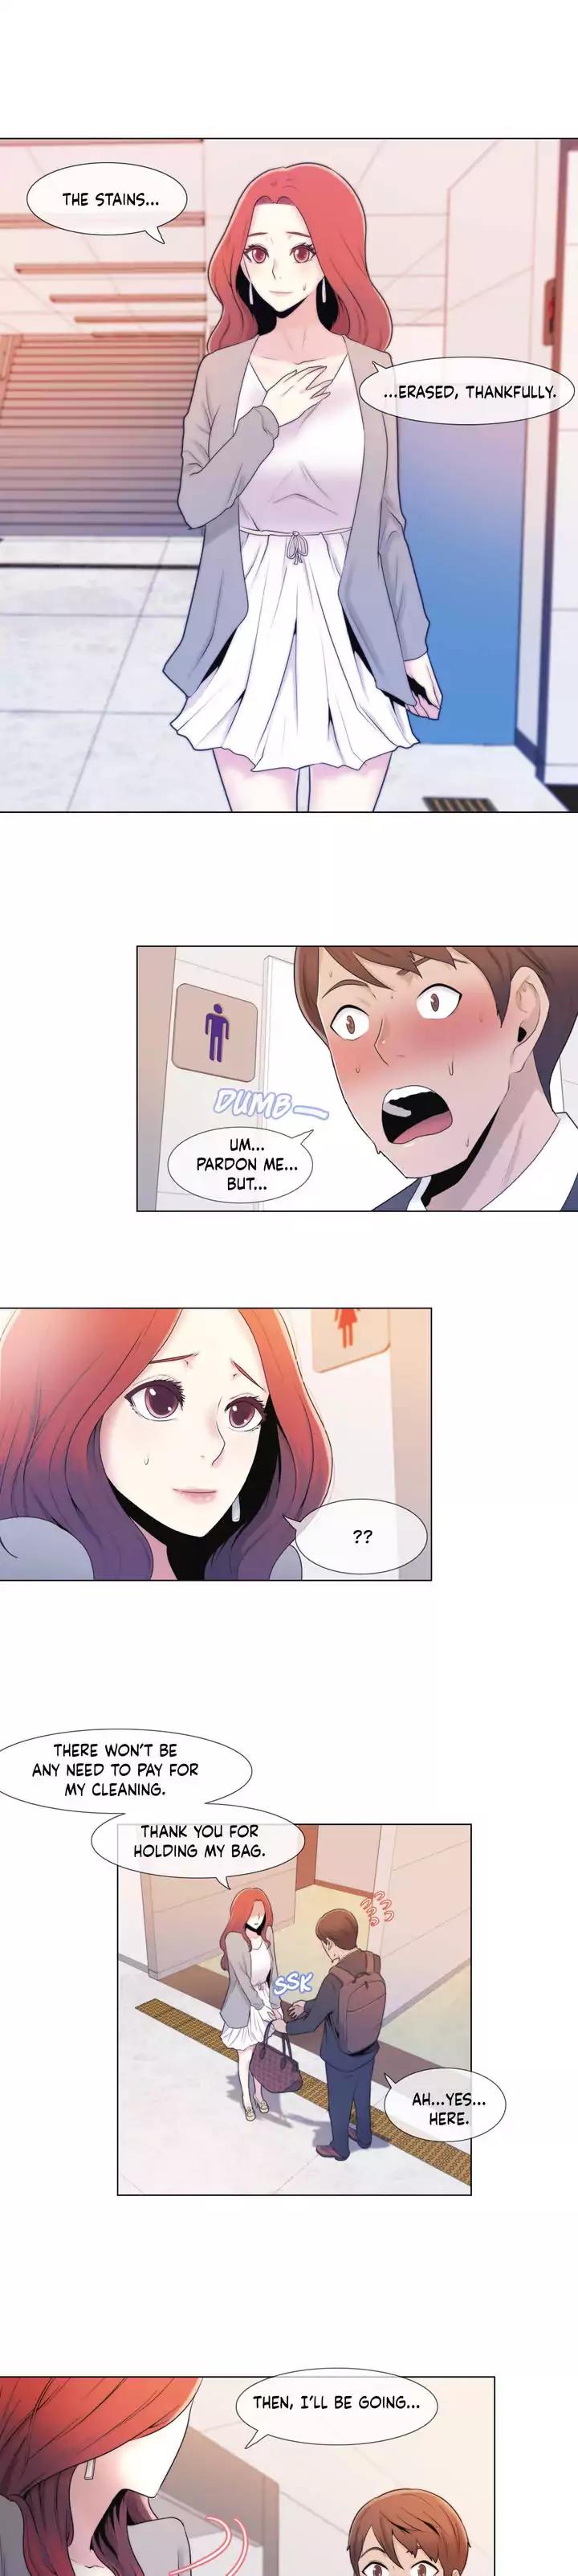 THE STAINS...
...ERASED, THANKFULLY.
DUMB—
UM...
PARDON ME...
BUT...
??
THERE WON'T BE
ANY NEED TO PAY FOR
MY CLEANING.
THANK YOU FOR
HOLDING MY BAG.
SSK
AH...YES...
HERE.
THEN, I'LL BE GOING...